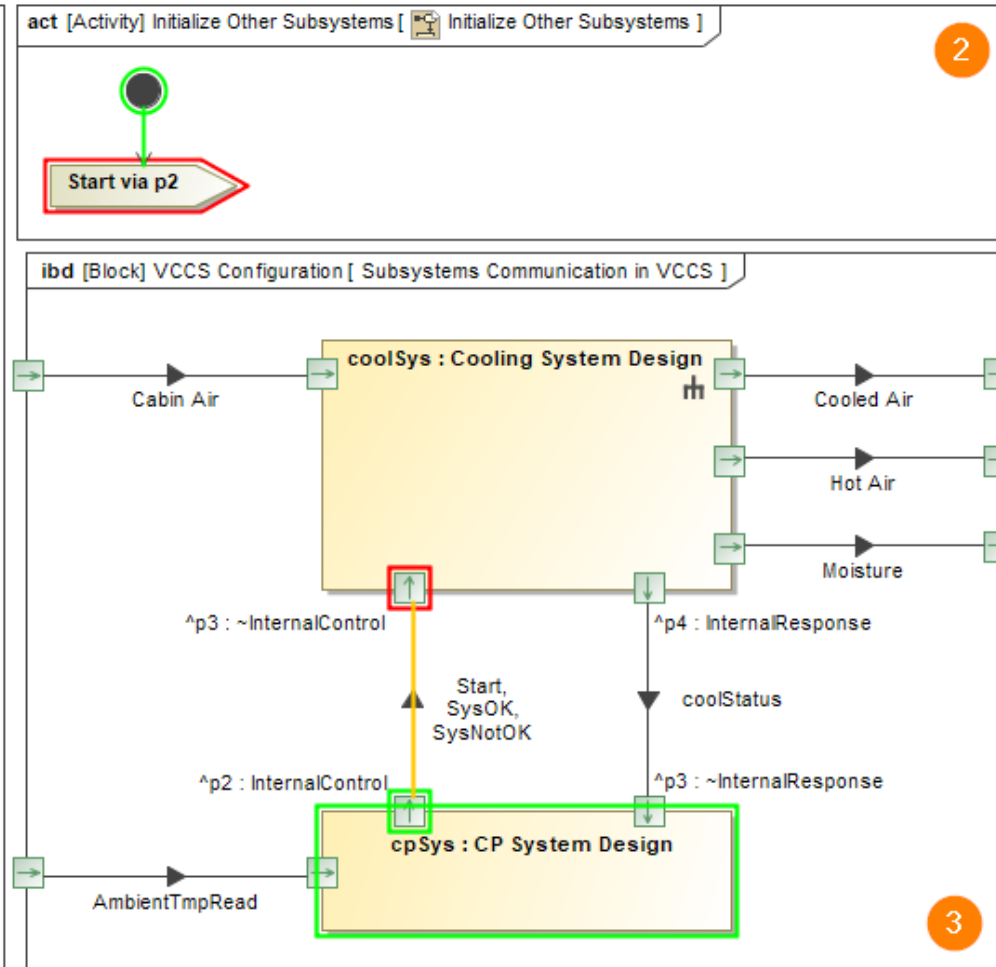 act [Activity] Initialize Other Subsystems [ Initialize Other Subsystems ]
2
Start via p2
ibd [Block] VCCS Configuration [ Subsystems Communication in VCCS ]
coolSys : Cooling System Design
Cabin Air
Cooled Air
Hot Air
Moisture
^p3 : ~InternalControl
^p4 : InternalResponse
Start,
SysOK,
SysNotOK
coolStatus
^p2 : InternalControl
^p3 : ~InternalResponse
cpSys : CP System Design
AmbientTmpRead
3